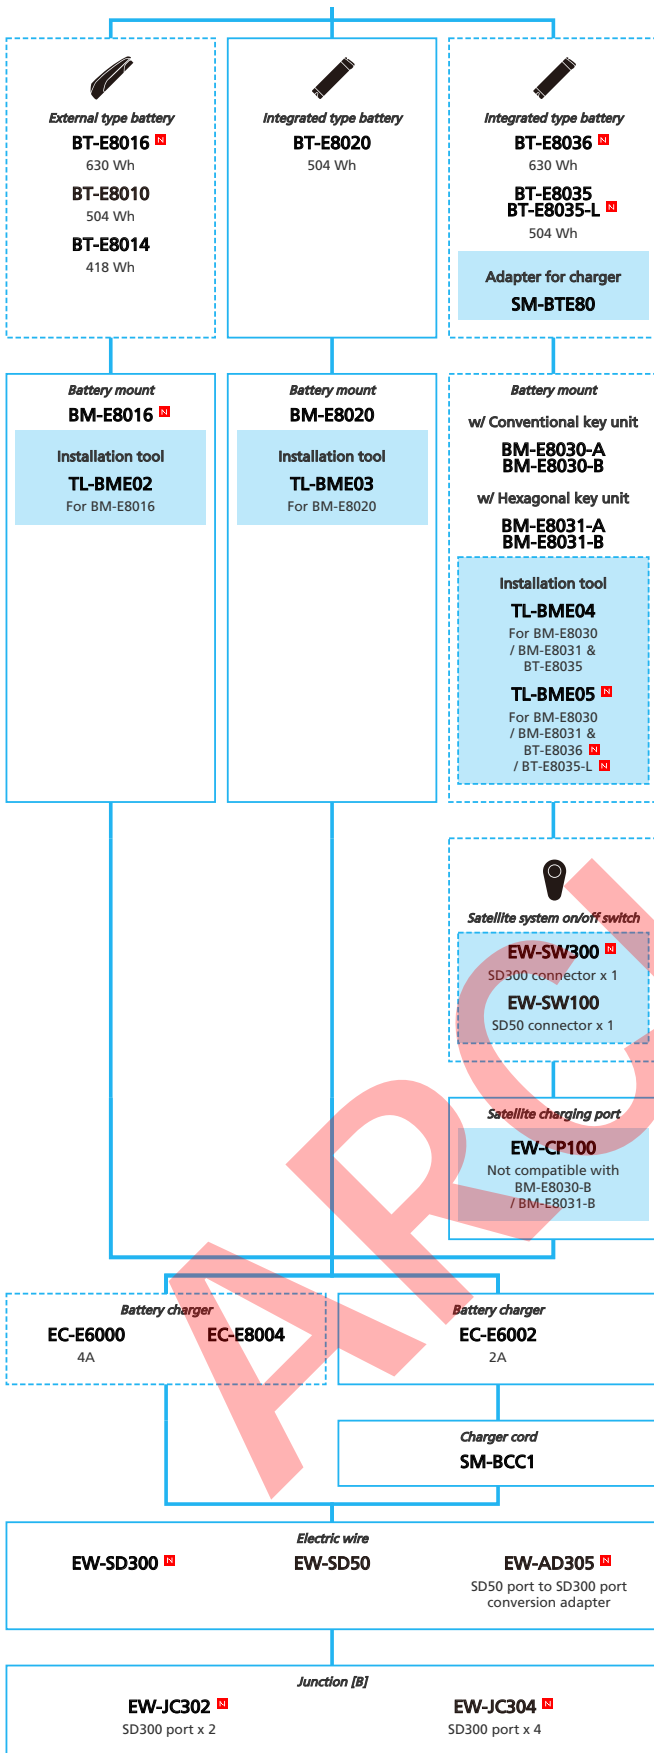 External type battery
BT-E8016 N
630 Wh
BT-E8010
504 Wh
BT-E8014
418 Wh
Integrated type battery
BT-E8020
504 Wh
Integrated type battery
BT-E8036 N
630 Wh
BT-E8035
BT-E8035-L N
504 Wh
Adapter for charger
SM-BTE80
Battery mount
BM-E8016 N
Installation tool
TL-BME02
For BM-E8016
Battery mount
BM-E8020
Installation tool
TL-BME03
For BM-E8020
Battery mount
w/ Conventional key unit
BM-E8030-A
BM-E8030-B
w/ Hexagonal key unit
BM-E8031-A
BM-E8031-B
Installation tool
TL-BME04
For BM-E8030
/ BM-E8031 &
BT-E8035
TL-BME05 N
For BM-E8030
/ BM-E8031 &
BT-E8036 N
/ BT-E8035-L N
Satellite system on/off switch
EW-SW300 N
SD300 connector x 1
EW-SW100
SD50 connector x 1
Satellite charging port
EW-CP100
Not compatible with
BM-E8030-B
/ BM-E8031-B
Battery charger
EC-E6000
4A
EC-E8004
Battery charger
EC-E6002
2A
Charger cord
SM-BCC1
Electric wire
EW-SD300 N
EW-SD50
EW-AD305 N
SD50 port to SD300 port
conversion adapter
Junction [B]
EW-JC302 N
SD300 port x 2
EW-JC304 N
SD300 port x 4